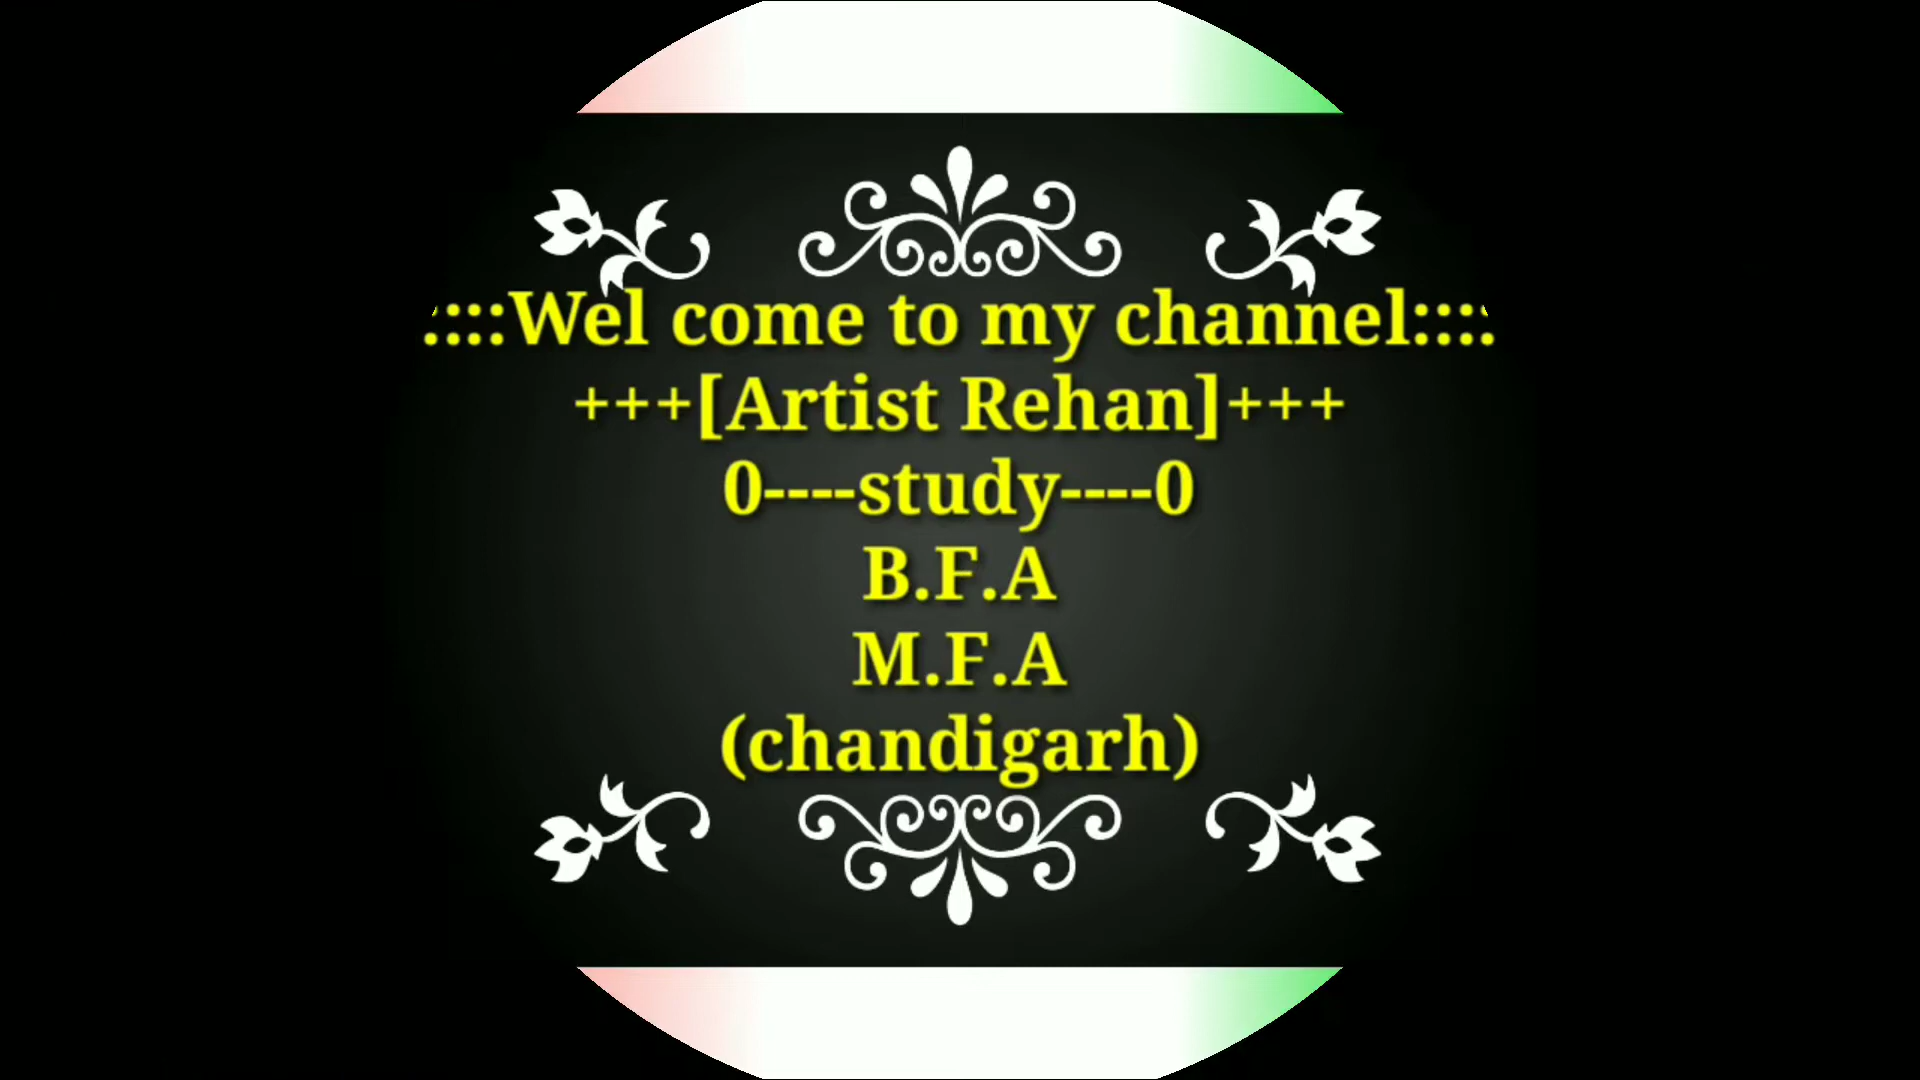 ::::Wel come to my channel::::
+++[Artist Rehan]+++
0----study----0
B.F.A
M.F.A
(chandigarh)